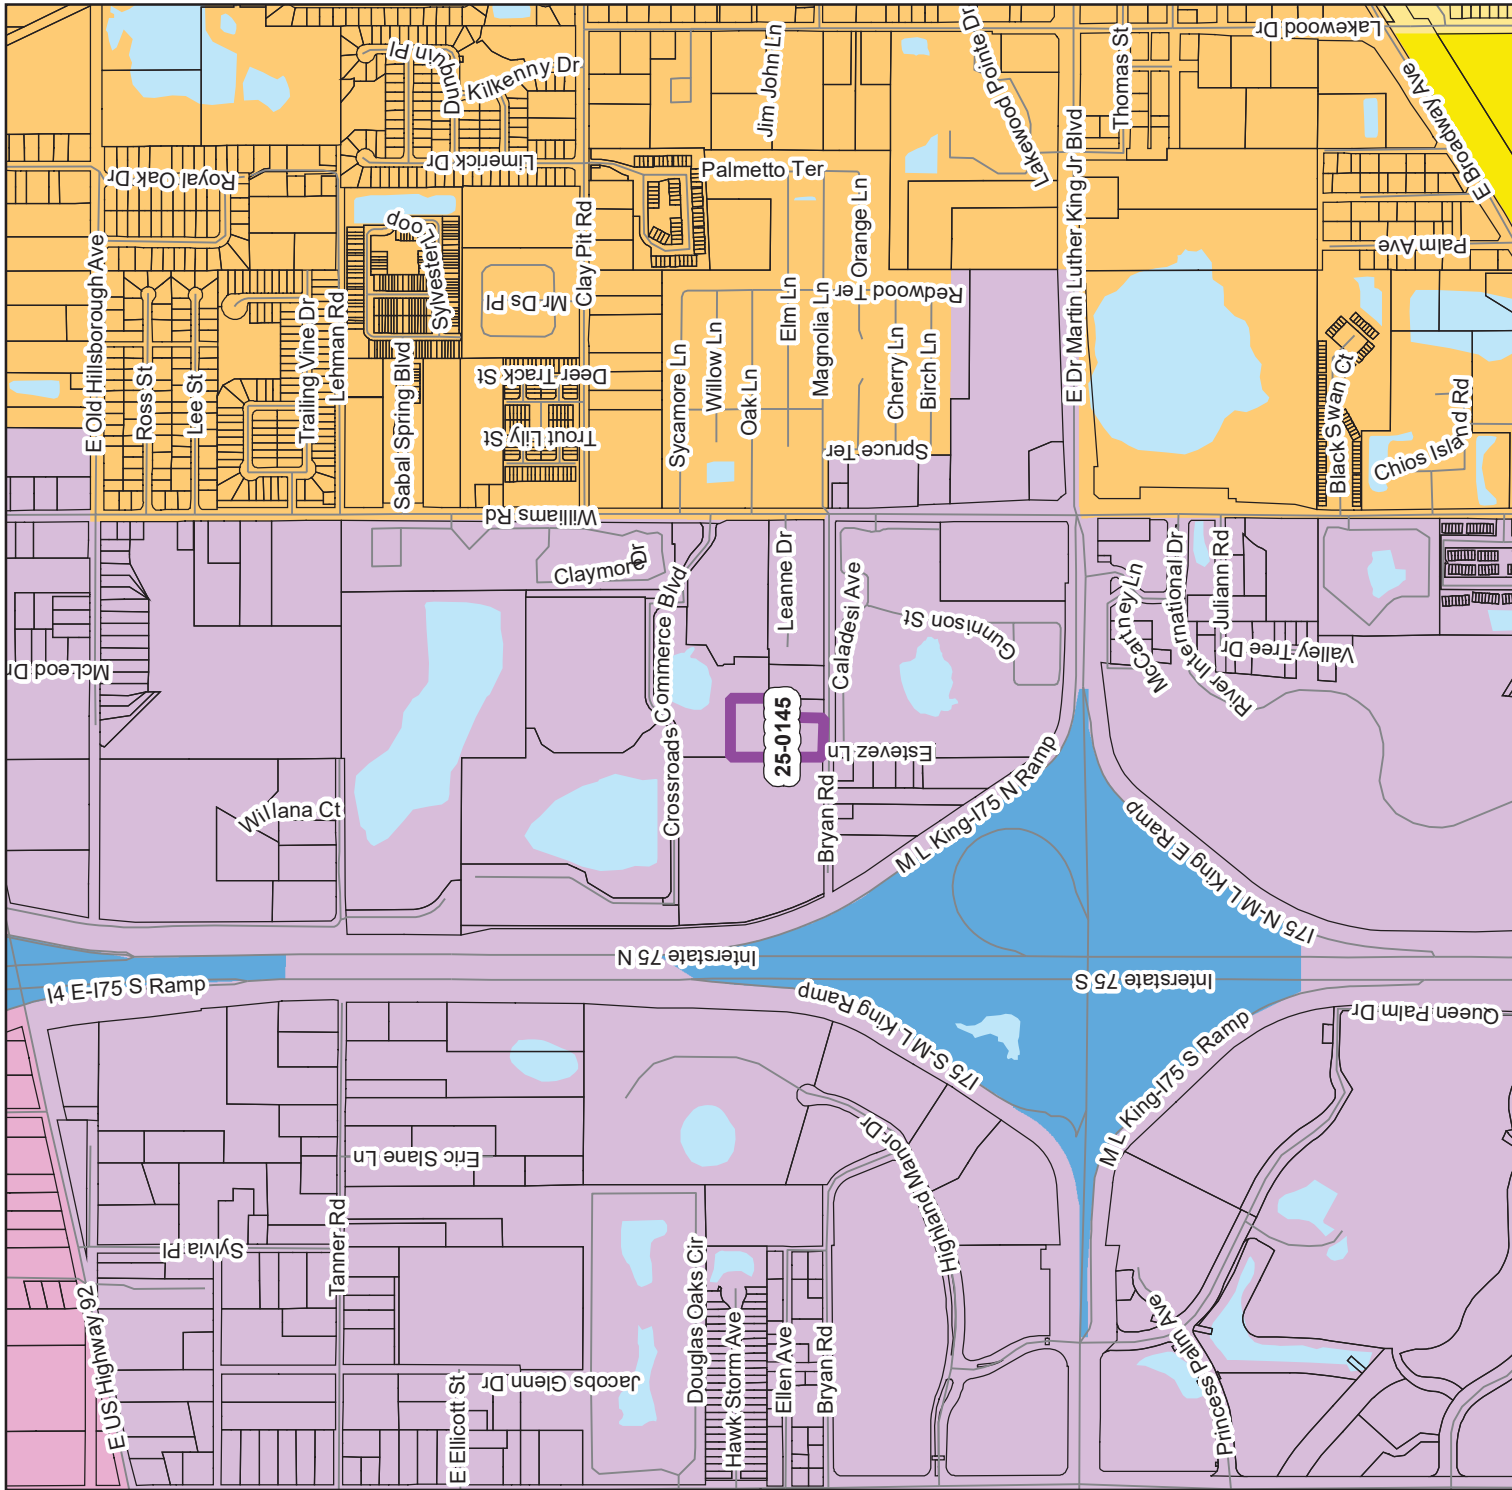 Lakewood Dr
Dunquin Pl
Kilkenny Dr
Jim John Ln
Lakewood Pointe Dr
Thomas St
E Broadway Ave
Limerick Dr
Royal Oak Dr
Palmetto Ter
Clay Pit Rd
Orange Ln
E Dr Martin Luther King Jr Blvd
Palm Ave
E Old Hillsborough Ave
Sylvester Loop
Mr Ds Pl
Redwood Ter
Trailing Vine Dr
Lehman Rd
Elm Ln
Magnolia Ln
Ross St
Lee St
Sabal Spring Blvd
Deer Track St
Sycamore Ln
Willow Ln
Oak Ln
Cherry Ln
Birch Ln
Black Swan Ct
Chios Island Rd
Trout Lily St
Spruce Ter
Williams Rd
Claymore Dr
Crossroads Commerce Blvd
Leanne Dr
Caladesi Ave
Gunnison St
McCartney Ln
River International Dr
Juliann Rd
Valley Tree Dr
McLeod Dr
25-0145
Estevez Ln
Bryan Rd
Willana Ct
M L King-I75 N Ramp
I75 N-M L King E Ramp
Interstate 75 N
Interstate 75 S
I4 E-I75 S Ramp
I75 S-M L King Ramp
M L King-I75 S Ramp
Queen Palm Dr
Eric Slane Ln
Highland Manor Dr
Tanner Rd
Sylvia Pl
E US Highway 92
Douglas Oaks Cir
Hawk Storm Ave
Ellen Ave
Bryan Rd
Princess Palm Ave
Jacobs Glenn Dr
E Ellicott St